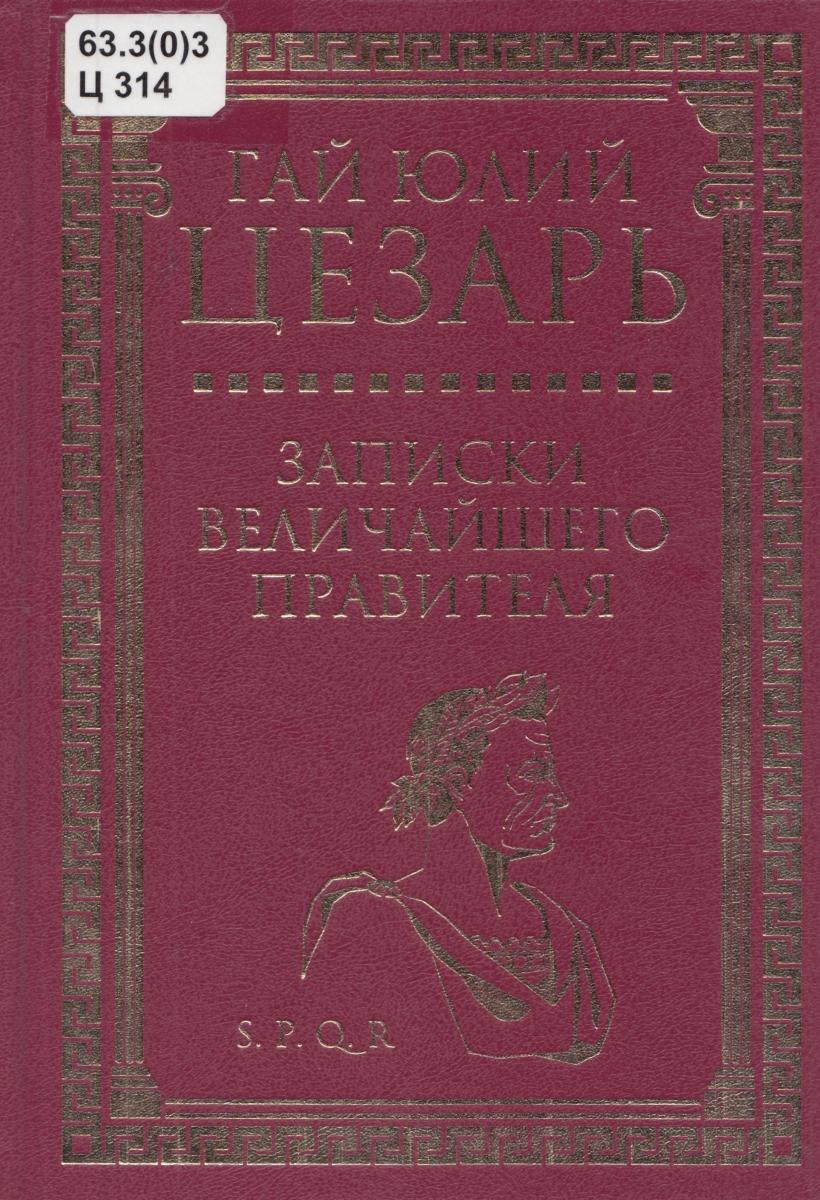 63.3(0)3
Ц 314
ГАЙ ЮЛИЙ
ЦЕЗАРЬ
ЗАПИСКИ
ВЕЛИЧАЙШЕГО
ПРАВИТЕЛЯ
S. P. Q. R